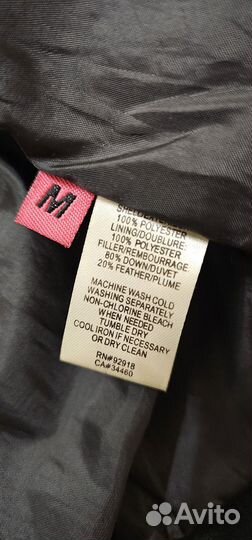 M
100% POLYESTER
LINING/DOUBLURE:
100% POLYESTER
FILLER/REMBOURRAGE
80% DOWN/DUVET
20% FEATHER/PLUME
MACHINE WASH COLD
WASHING SEPARATELY
NON-CHLORINE BLEACH
WHEN NEEDED
TUMBLE DRY
COOL IRON IF NECESSARY
OR DRY CLEAN
RN#92918
CA#34460
Avito